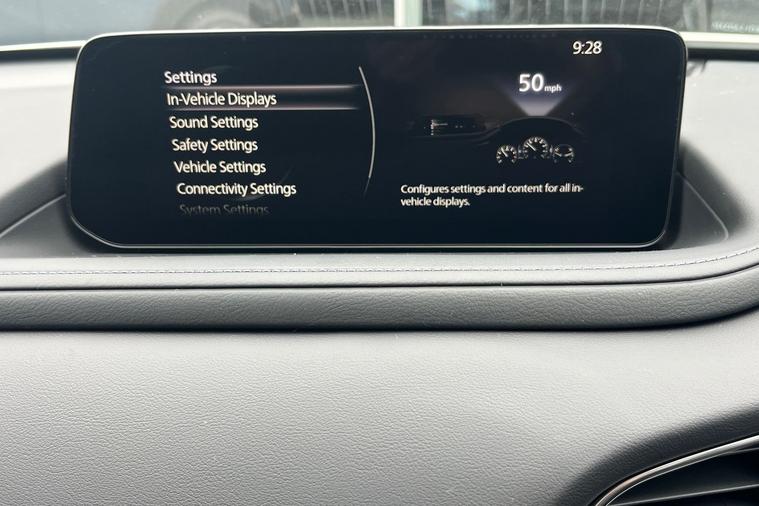 9:28
Settings
In-Vehicle Displays
Sound Settings
Safety Settings
Vehicle Settings
Connectivity Settings
System Settings
50 mph
Configures settings and content for all in-
vehicle displays.